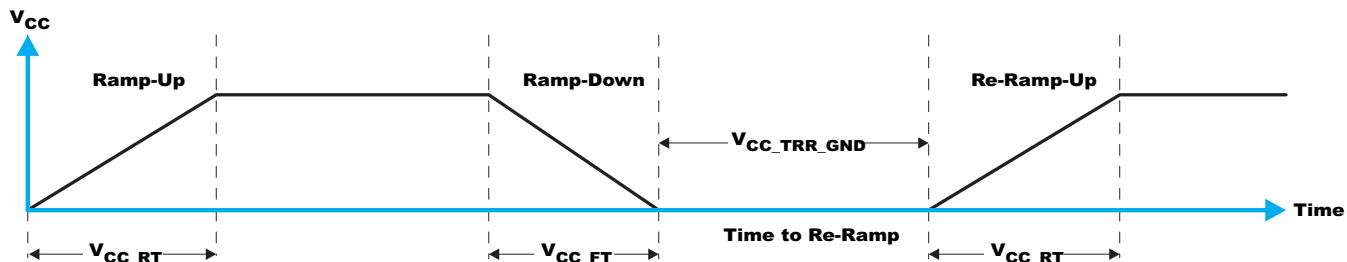 VCC
Ramp-Up
Ramp-Down
Re-Ramp-Up
VCC_TRR_GND
Time
Time to Re-Ramp
VCC_RT
VCC_FT
VCC_RT